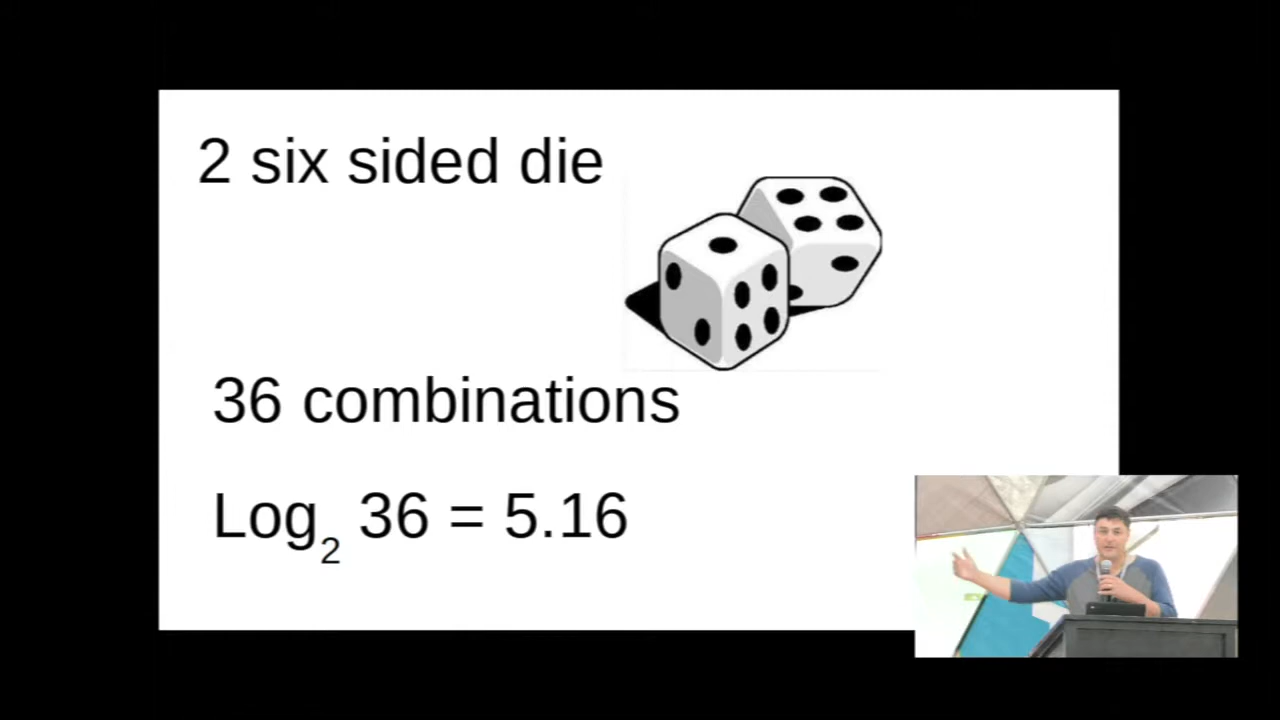 2 six sided die
36 combinations
Log₂ 36 = 5.16